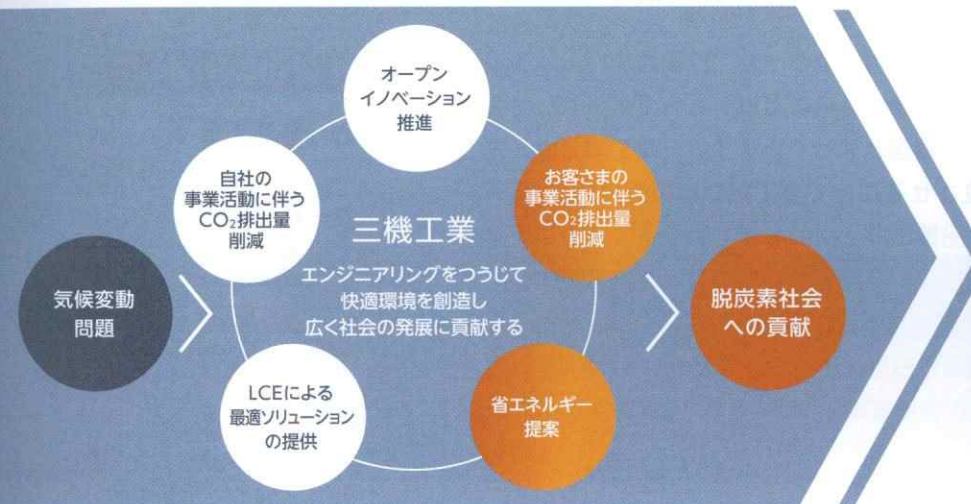 オープン
イノベーション
推進
自社の
事業活動に伴う
CO₂排出量
削減
お客さまの
事業活動に伴う
CO₂排出量
削減
三機工業
エンジニアリングをつうじて
快適環境を創造し
広く社会の発展に貢献する
気候変動
問題
脱炭素社会
への貢献
LCEによる
最適ソリューション
の提供
省エネルギー
提案